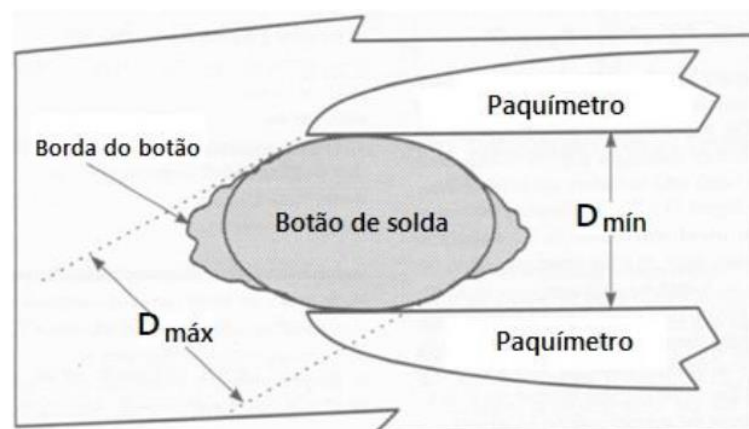 Paquímetro
Borda do botão
Botão de solda
D mín
D máx
Paquímetro